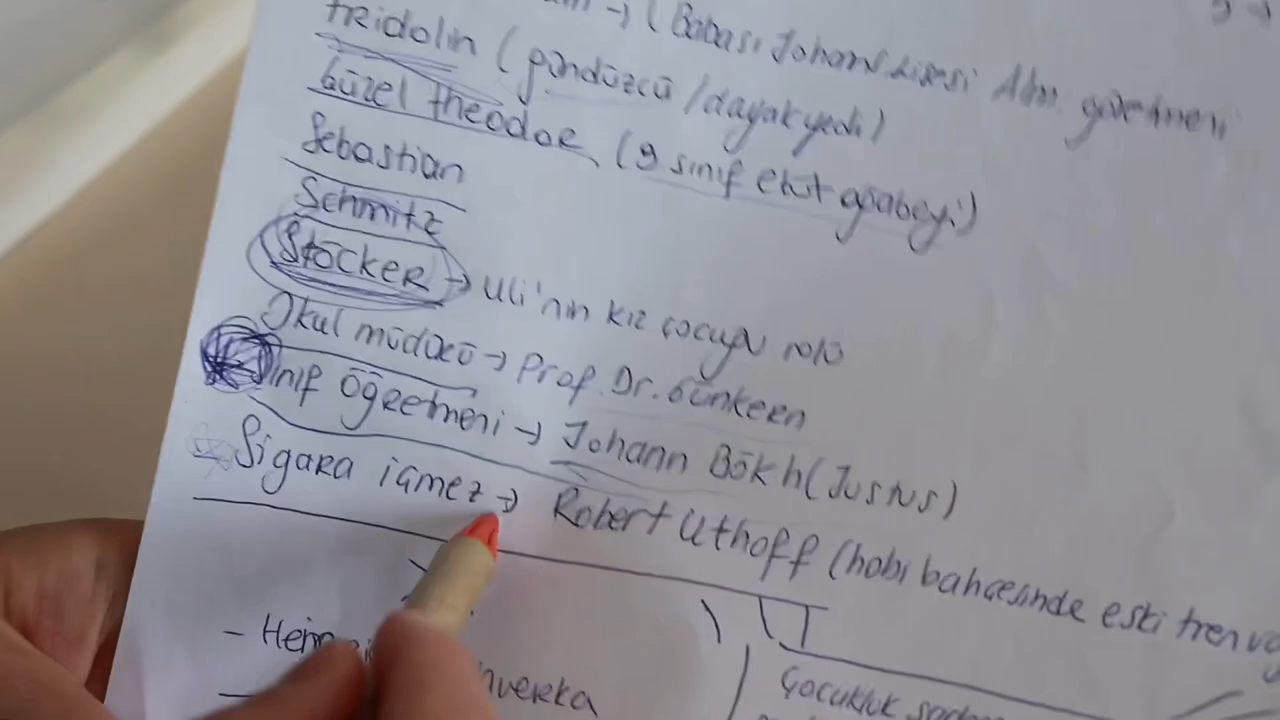 → (Babası Johann Lisesi Alm. öğretmeni
fridolin (gündüzcü / dayak yedi)
Güzel theodor (9 sınıf etüt ağabeyi)
Sebastian
Schmitz
Stöcker → Uli'nin kız çocuğu rolü
Okul müdürü → Prof. Dr. Günkern
Sınıf öğretmeni → Johann Bökh (Justus)
Sigara içmez → Robert Uthoff (hobi bahçesinde eski tren
Çocukluk